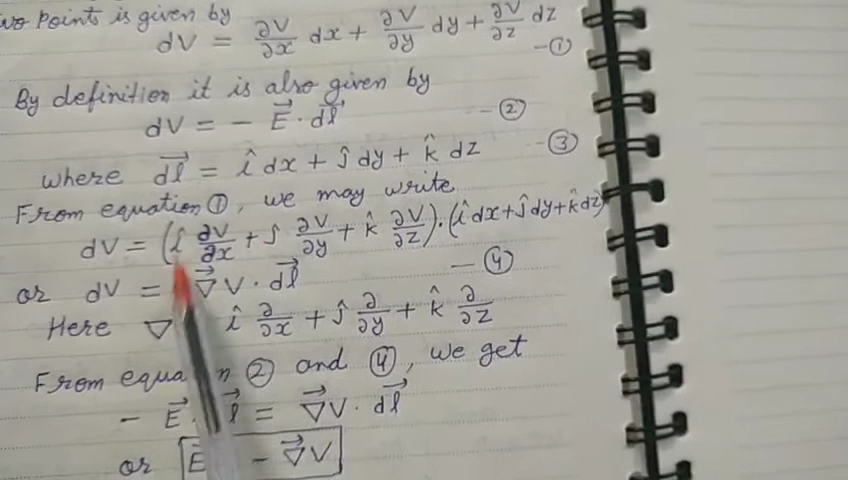 points is given by
dV = ∂V/∂x dx + ∂V/∂y dy + ∂V/∂z dz -①
By definition it is also given by
dV = - E⃗ · dl⃗ -②
where dl⃗ = î dx + ĵ dy + k̂ dz -③
From equation ①, we may write
dV = (î ∂V/∂x + ĵ ∂V/∂y + k̂ ∂V/∂z) · (î dx + ĵ dy + k̂ dz)
or dV = ∇⃗V · dl⃗ -④
Here ∇ î ∂/∂x + ĵ ∂/∂y + k̂ ∂/∂z
From ② and ④, we get
- E⃗ · l⃗ = ∇⃗V · dl⃗
or E - ∇⃗V